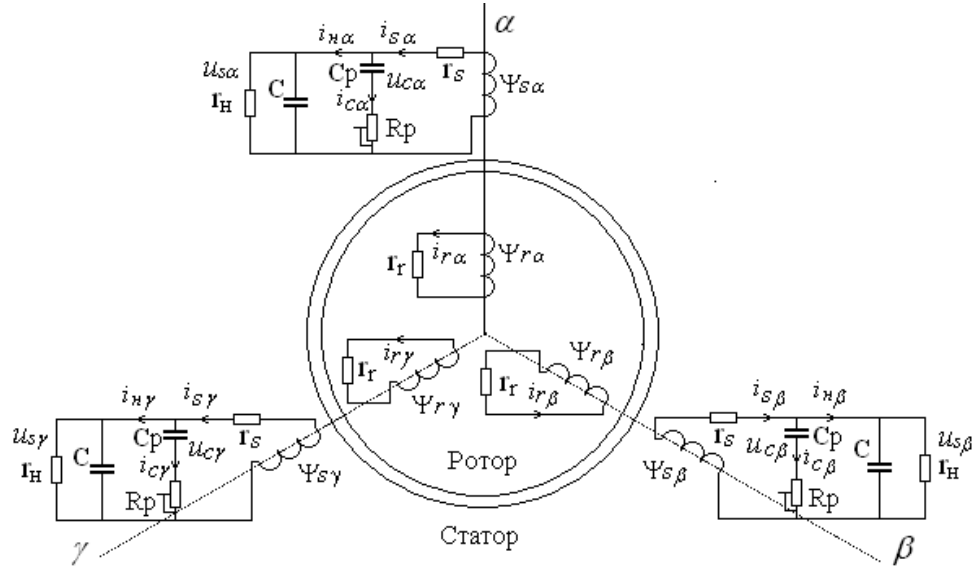 α
i_нα i_sα
u_sα C Cp u_cα r_s Ψ_sα
r_н i_cα Rp
r_r i_rα Ψ_rα
i_rγ Ψ_rβ
r_r Ψ_rγ r_r i_rβ
i_нγ i_sγ
u_sγ C Cp u_cγ r_s Ψ_sγ
r_н i_cγ Rp
i_sβ i_нβ
Ψ_sβ r_s u_cβ Cp C u_sβ
i_cβ Rp r_н
Ротор
Статор
γ
β